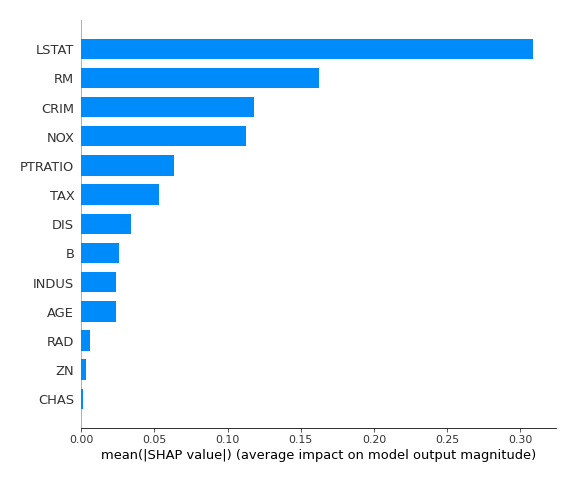 LSTAT
RM
CRIM
NOX
PTRATIO
TAX
DIS
B
INDUS
AGE
RAD
ZN
CHAS
0.00 0.05 0.10 0.15 0.20 0.25 0.30
mean(|SHAP value|) (average impact on model output magnitude)